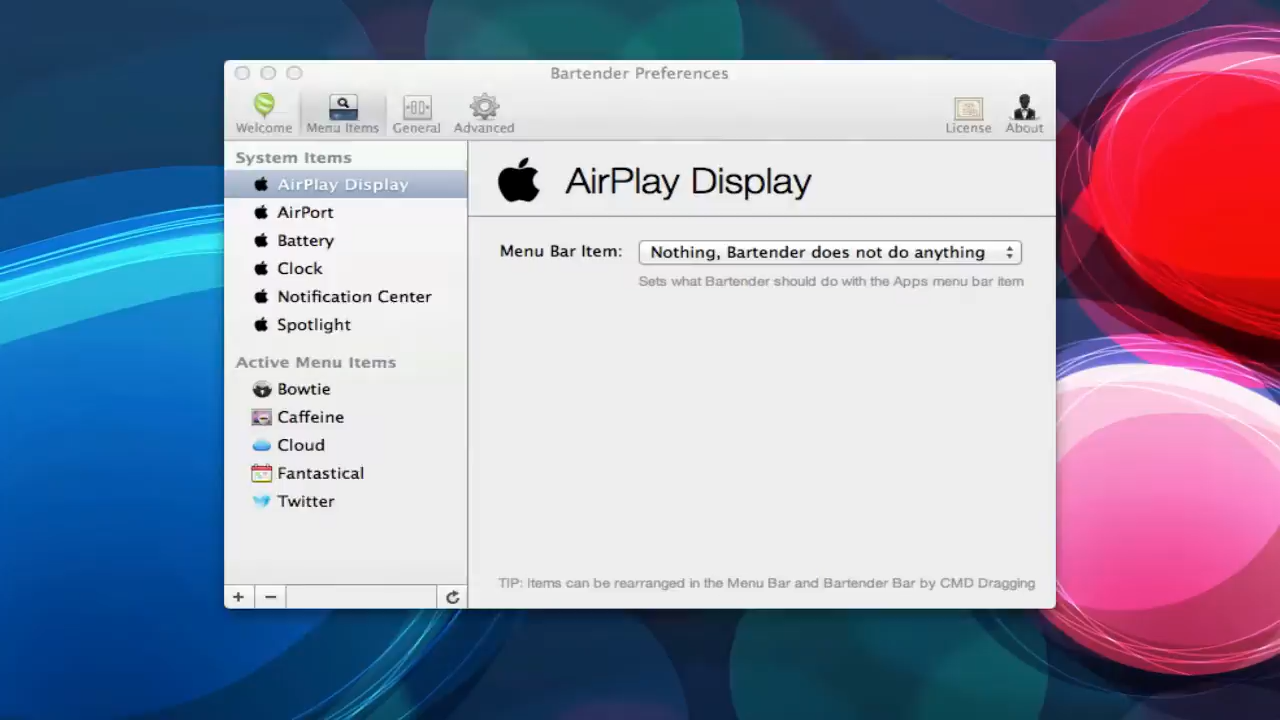 Bartender Preferences
Welcome
Menu Items
General
Advanced
License
About
System Items
AirPlay Display
AirPort
Battery
Clock
Notification Center
Spotlight
Active Menu Items
Bowtie
Caffeine
Cloud
Fantastical
Twitter
AirPlay Display
Menu Bar Item: Nothing, Bartender does not do anything
Sets what Bartender should do with the Apps menu bar item
TIP: Items can be rearranged in the Menu Bar and Bartender Bar by CMD Dragging